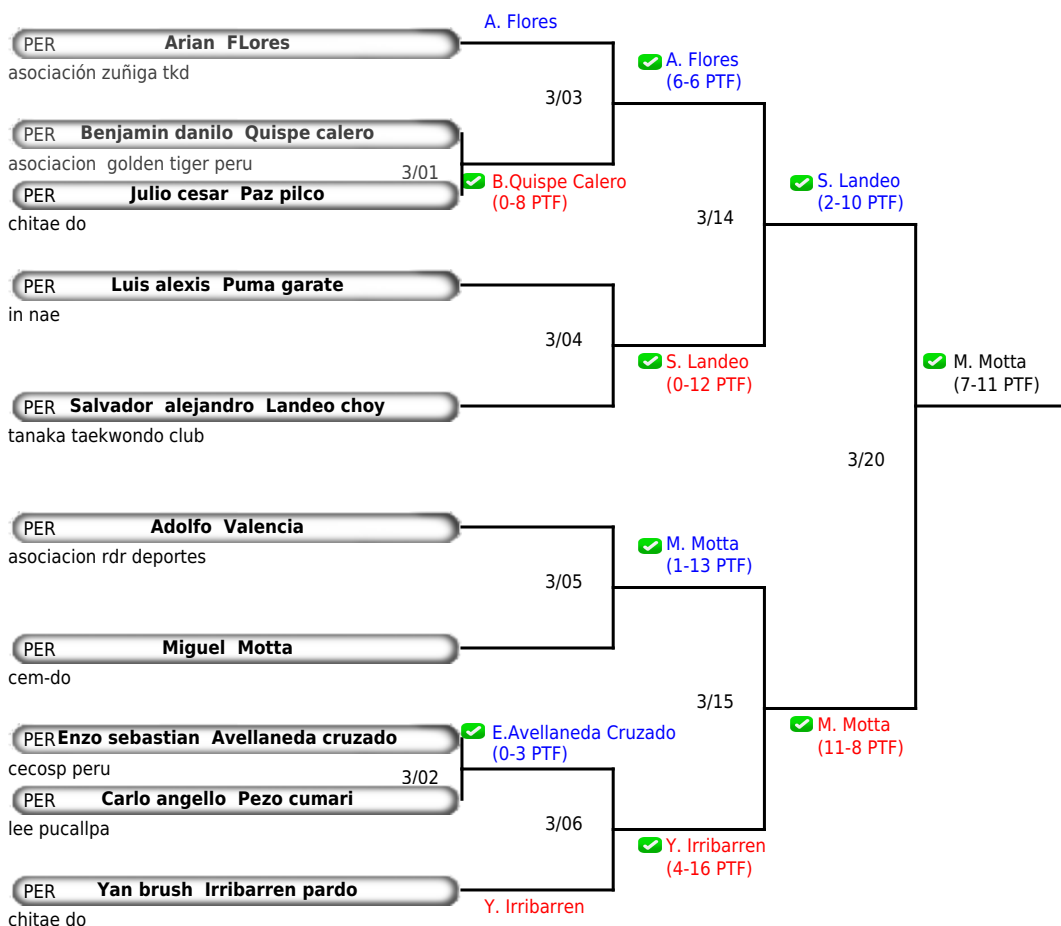 A. Flores
PER Arian FLores
asociación zuñiga tkd
A. Flores
(6-6 PTF)
3/03
PER Benjamin danilo Quispe calero
asociacion golden tiger peru
3/01
PER Julio cesar Paz pilco
chitae do
B.Quispe Calero
(0-8 PTF)
S. Landeo
(2-10 PTF)
3/14
PER Luis alexis Puma garate
in nae
3/04
S. Landeo
(0-12 PTF)
M. Motta
(7-11 PTF)
PER Salvador alejandro Landeo choy
tanaka taekwondo club
3/20
PER Adolfo Valencia
asociacion rdr deportes
M. Motta
(1-13 PTF)
3/05
PER Miguel Motta
cem-do
3/15
M. Motta
(11-8 PTF)
PER Enzo sebastian Avellaneda cruzado
cecosp peru
E.Avellaneda Cruzado
(0-3 PTF)
3/02
PER Carlo angello Pezo cumari
lee pucallpa
3/06
Y. Irribarren
(4-16 PTF)
PER Yan brush Irribarren pardo
chitae do
Y. Irribarren